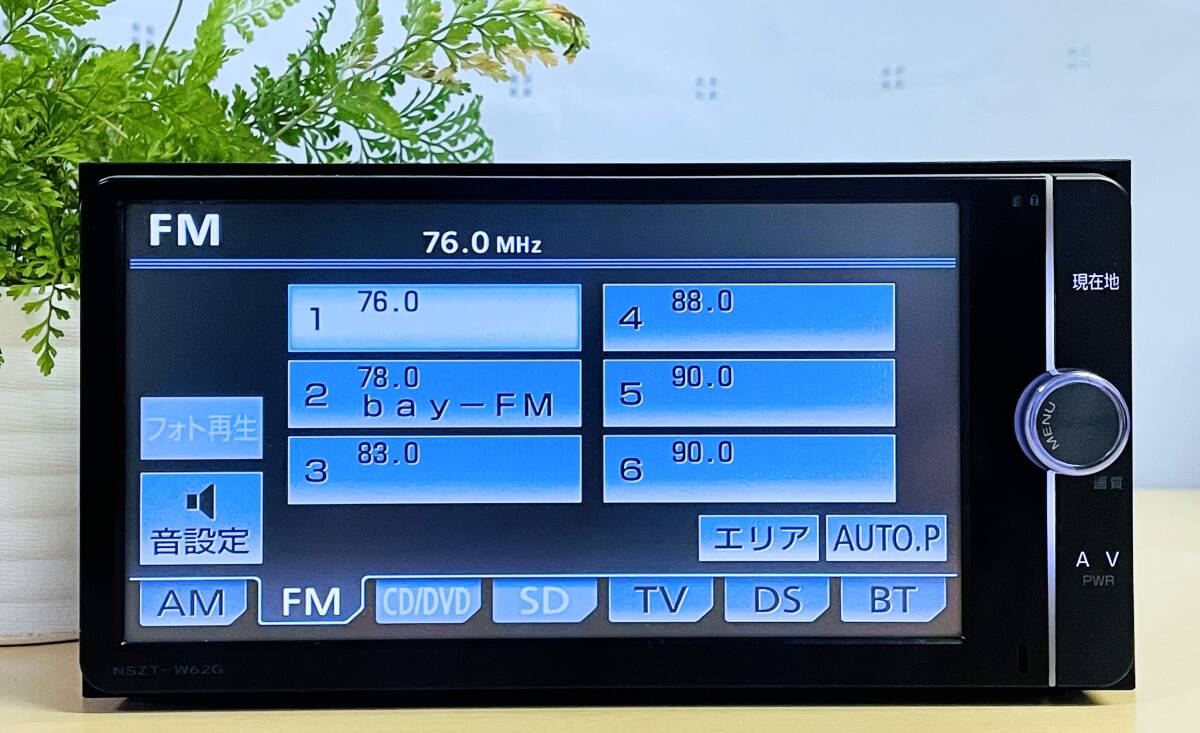 FM
76.0 MHz
1 76.0
4 88.0
2 78.0
bay-FM
5 90.0
3 83.0
6 90.0
フォト再生
音設定
エリア
AUTO.P
AM
FM
CD/DVD
SD
TV
DS
BT
現在地
MENU
画質
AV
PWR
NSZT-W62G